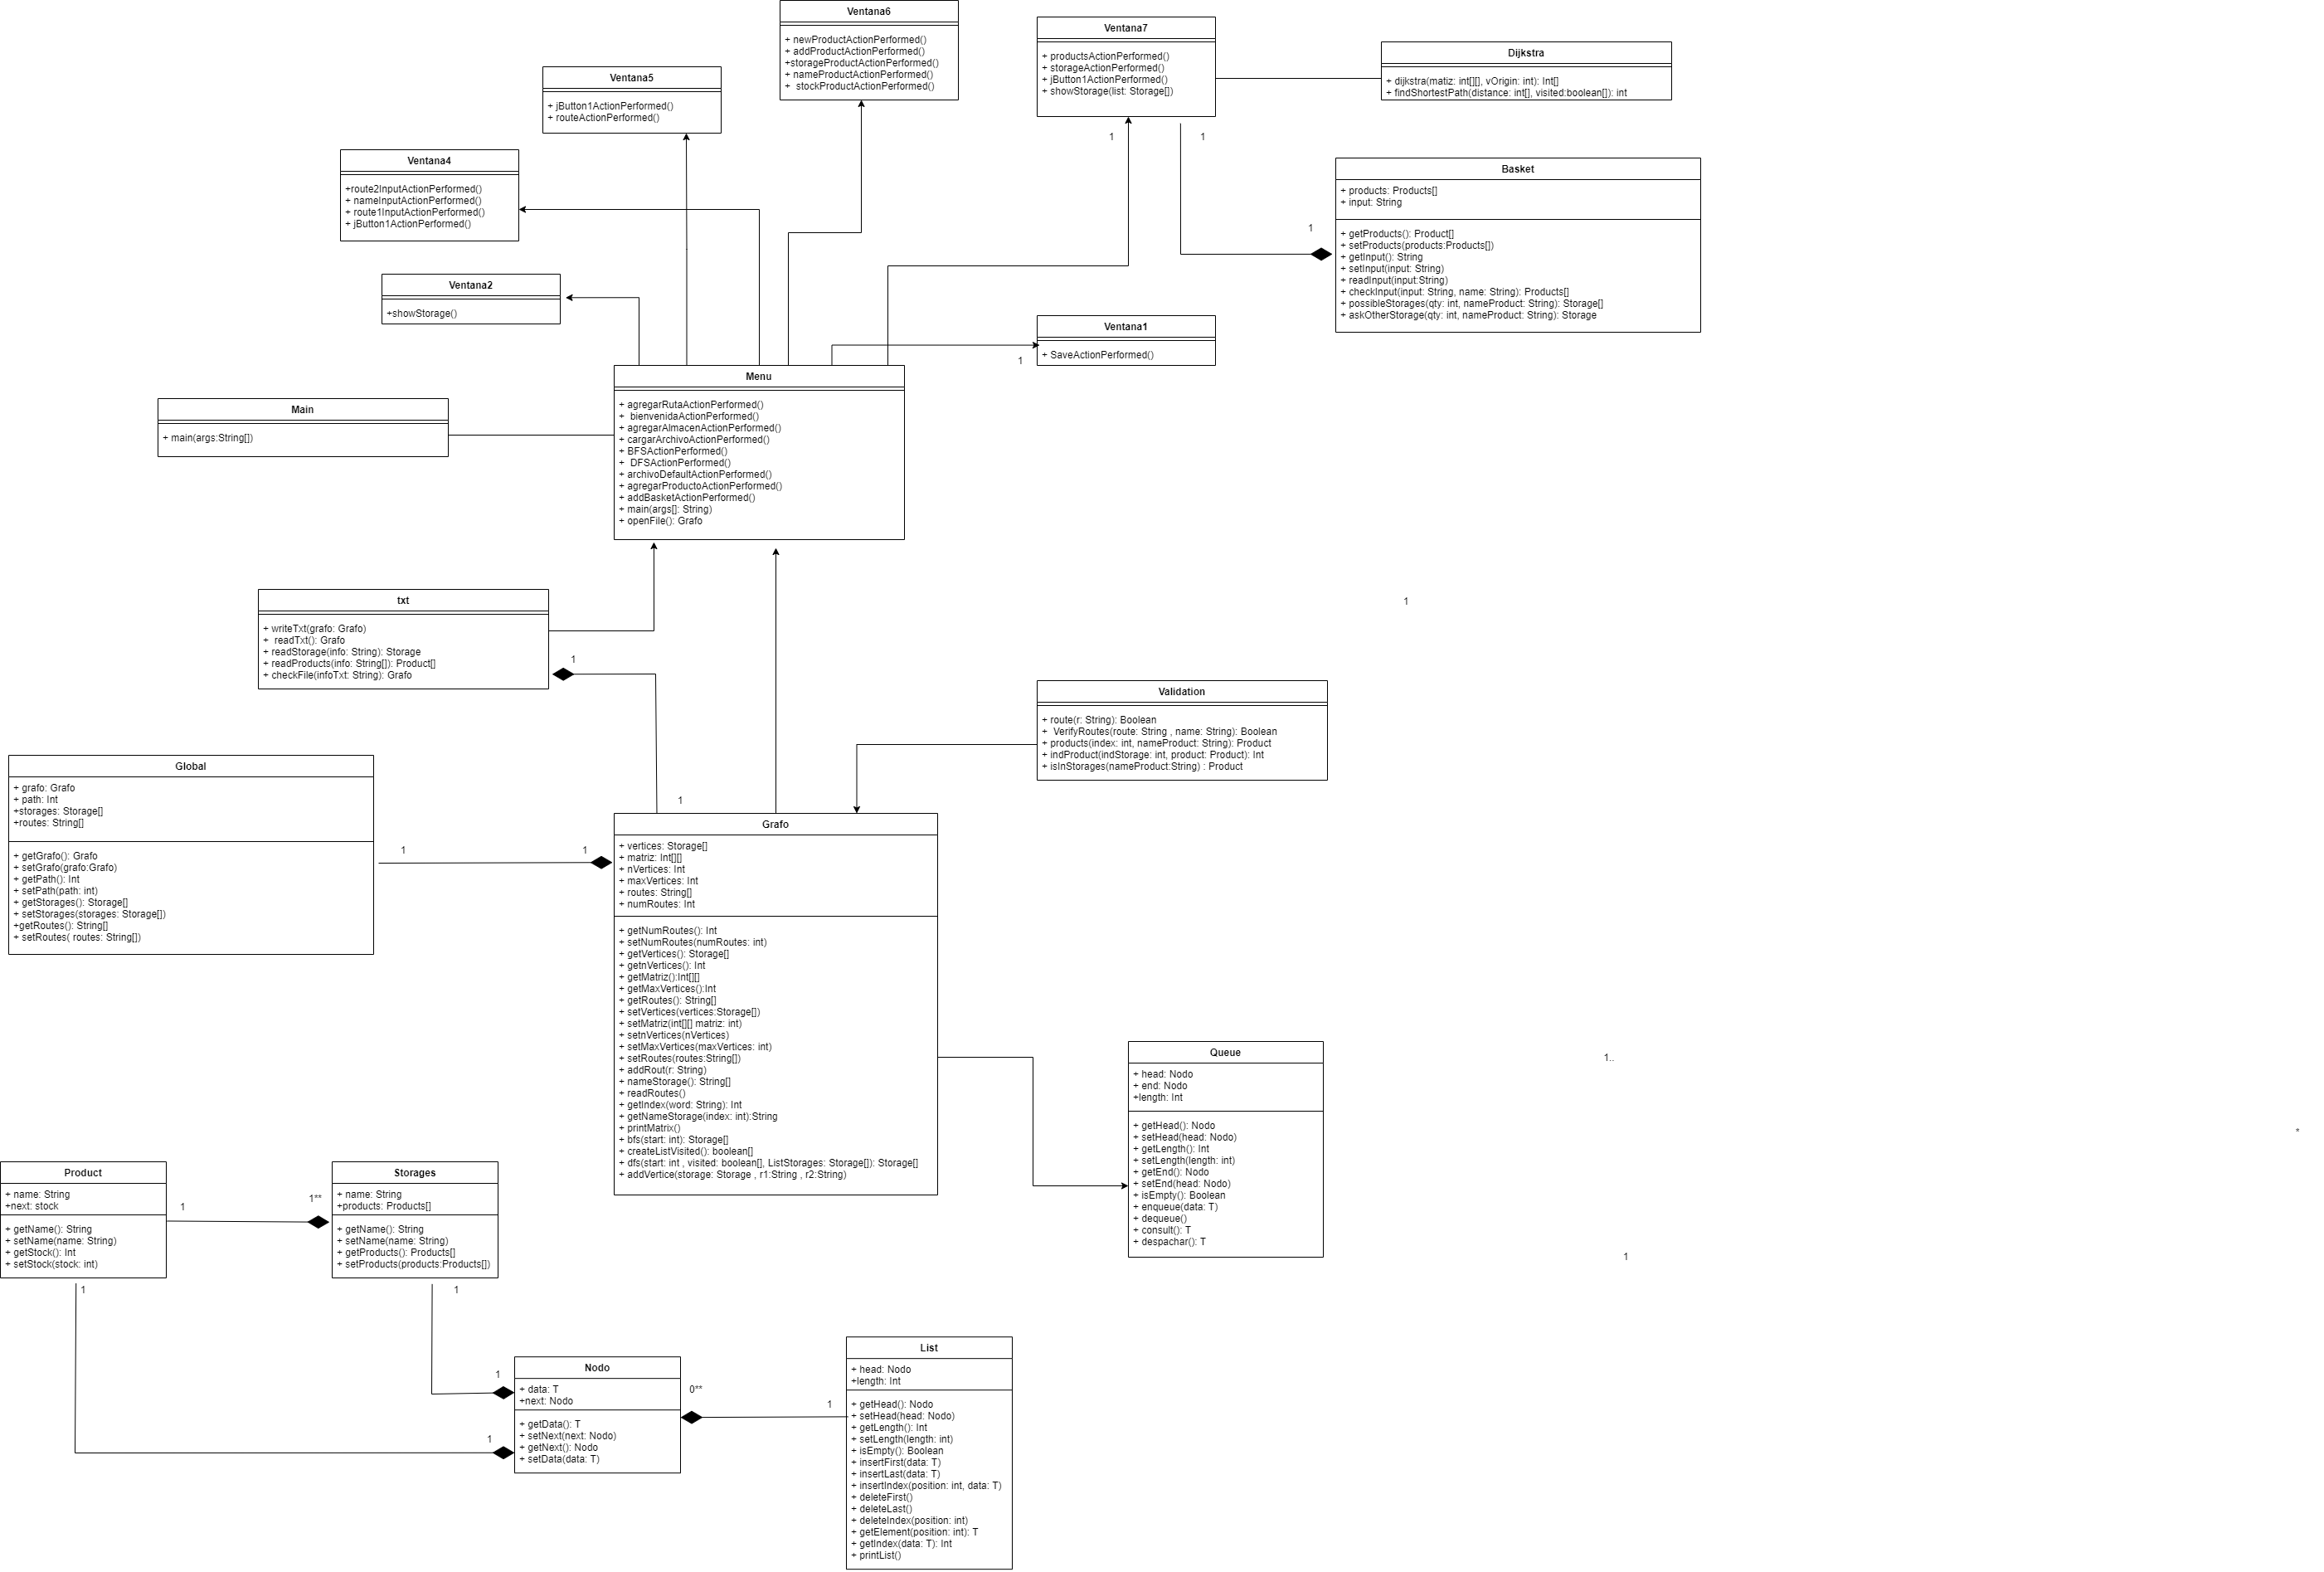 Ventana6
+ newProductActionPerformed()
+ addProductActionPerformed()
+storageProductActionPerformed()
+ nameProductActionPerformed()
+  stockProductActionPerformed()
Ventana7
+ productsActionPerformed()
+ storageActionPerformed()
+ jButton1ActionPerformed()
+ showStorage(list: Storage[])
Dijkstra
+ dijkstra(matiz: int[][], vOrigin: int): Int[]
+ findShortestPath(distance: int[], visited:boolean[]): int
Ventana5
+ jButton1ActionPerformed()
+ routeActionPerformed()
1
1
Ventana4
+route2InputActionPerformed()
+ nameInputActionPerformed()
+ route1InputActionPerformed()
+ jButton1ActionPerformed()
Basket
+ products: Products[]
+ input: String
+ getProducts(): Product[]
+ setProducts(products:Products[])
+ getInput(): String
+ setInput(input: String)
+ readInput(input:String)
+ checkInput(input: String, name: String): Products[]
+ possibleStorages(qty: int, nameProduct: String): Storage[]
+ askOtherStorage(qty: int, nameProduct: String): Storage
1
Ventana2
+showStorage()
Ventana1
+ SaveActionPerformed()
1
Menu
+ agregarRutaActionPerformed()
+  bienvenidaActionPerformed()
+ agregarAlmacenActionPerformed()
+ cargarArchivoActionPerformed()
+ BFSActionPerformed()
+  DFSActionPerformed()
+ archivoDefaultActionPerformed()
+ agregarProductoActionPerformed()
+ addBasketActionPerformed()
+ main(args[]: String)
+ openFile(): Grafo
Main
+ main(args:String[])
txt
+ writeTxt(grafo: Grafo)
+  readTxt(): Grafo
+ readStorage(info: String): Storage
+ readProducts(info: String[]): Product[]
+ checkFile(infoTxt: String): Grafo
1
1
Validation
+ route(r: String): Boolean
+  VerifyRoutes(route: String , name: String): Boolean
+ products(index: int, nameProduct: String): Product
+ indProduct(indStorage: int, product: Product): Int
+ isInStorages(nameProduct:String) : Product
Global
+ grafo: Grafo
+ path: Int
+storages: Storage[]
+routes: String[]
+ getGrafo(): Grafo
+ setGrafo(grafo:Grafo)
+ getPath(): Int
+ setPath(path: int)
+ getStorages(): Storage[]
+ setStorages(storages: Storage[])
+getRoutes(): String[]
+ setRoutes( routes: String[])
1
1
1
Grafo
+ vertices: Storage[]
+ matriz: Int[][]
+ nVertices: Int
+ maxVertices: Int
+ routes: String[]
+ numRoutes: Int
+ getNumRoutes(): Int
+ setNumRoutes(numRoutes: int)
+ getVertices(): Storage[]
+ getnVertices(): Int
+ getMatriz():Int[][]
+ getMaxVertices():Int
+ getRoutes(): String[]
+ setVertices(vertices:Storage[])
+ setMatriz(int[][] matriz: int)
+ setnVertices(nVertices)
+ setMaxVertices(maxVertices: int)
+ setRoutes(routes:String[])
+ addRout(r: String)
+ nameStorage(): String[]
+ readRoutes()
+ getIndex(word: String): Int
+ getNameStorage(index: int):String
+ printMatrix()
+ bfs(start: int): Storage[]
+ createListVisited(): boolean[]
+ dfs(start: int , visited: boolean[], ListStorages: Storage[]): Storage[]
+ addVertice(storage: Storage , r1:String , r2:String)
Queue
+ head: Nodo
+ end: Nodo
+length: Int
+ getHead(): Nodo
+ setHead(head: Nodo)
+ getLength(): Int
+ setLength(length: int)
+ getEnd(): Nodo
+ setEnd(head: Nodo)
+ isEmpty(): Boolean
+ enqueue(data: T)
+ dequeue()
+ consult(): T
+ despachar(): T
1..
*
1
Product
+ name: String
+next: stock
+ getName(): String
+ setName(name: String)
+ getStock(): Int
+ setStock(stock: int)
1
1**
Storages
+ name: String
+products: Products[]
+ getName(): String
+ setName(name: String)
+ getProducts(): Products[]
+ setProducts(products:Products[])
1
1
Nodo
+ data: T
+next: Nodo
+ getData(): T
+ setNext(next: Nodo)
+ getNext(): Nodo
+ setData(data: T)
1
1
0**
1
List
+ head: Nodo
+length: Int
+ getHead(): Nodo
+ setHead(head: Nodo)
+ getLength(): Int
+ setLength(length: int)
+ isEmpty(): Boolean
+ insertFirst(data: T)
+ insertLast(data: T)
+ insertIndex(position: int, data: T)
+ deleteFirst()
+ deleteLast()
+ deleteIndex(position: int)
+ getElement(position: int): T
+ getIndex(data: T): Int
+ printList()